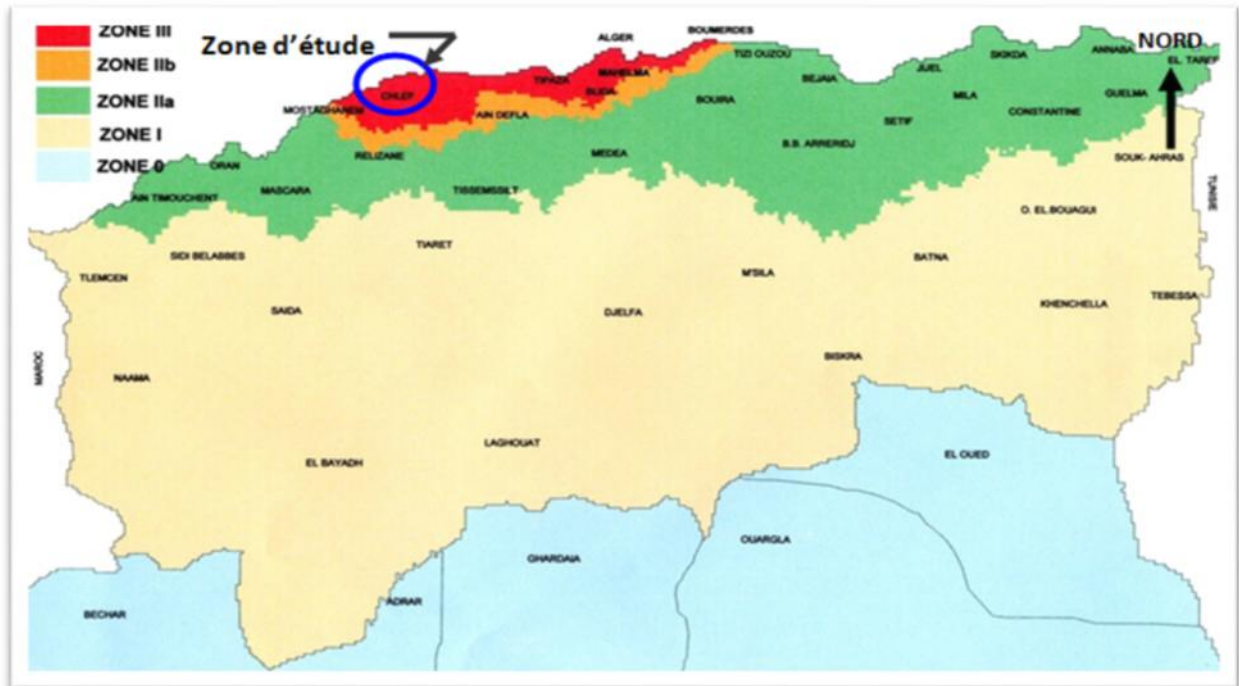 ZONE III
ZONE IIb
ZONE IIa
ZONE I
ZONE 0
Zone d'étude
NORD
ALGER
BOUMERDES
TIZI OUZOU
BEJAIA
JIJEL
SKIKDA
ANNABA
EL TAREF
CHLEF
TIPAZA
MAHELMA
BLIDA
MOSTAGHANEM
AIN DEFLA
BOUIRA
MILA
GUELMA
CONSTANTINE
SETIF
RELIZANE
MEDEA
B.B. ARRERIDJ
SOUK- AHRAS
ORAN
MASCARA
TISSEMSSILT
AIN TIMOUCHENT
TUNISIE
O. EL BOUAGUI
SIDI BELABBES
TIARET
BATNA
TLEMCEN
M'SILA
TEBESSA
KHENCHELLA
SAIDA
DJELFA
MAROC
NAAMA
BISKRA
LAGHOUAT
EL BAYADH
EL OUED
OUARGLA
GHARDAIA
ADRAR
BECHAR